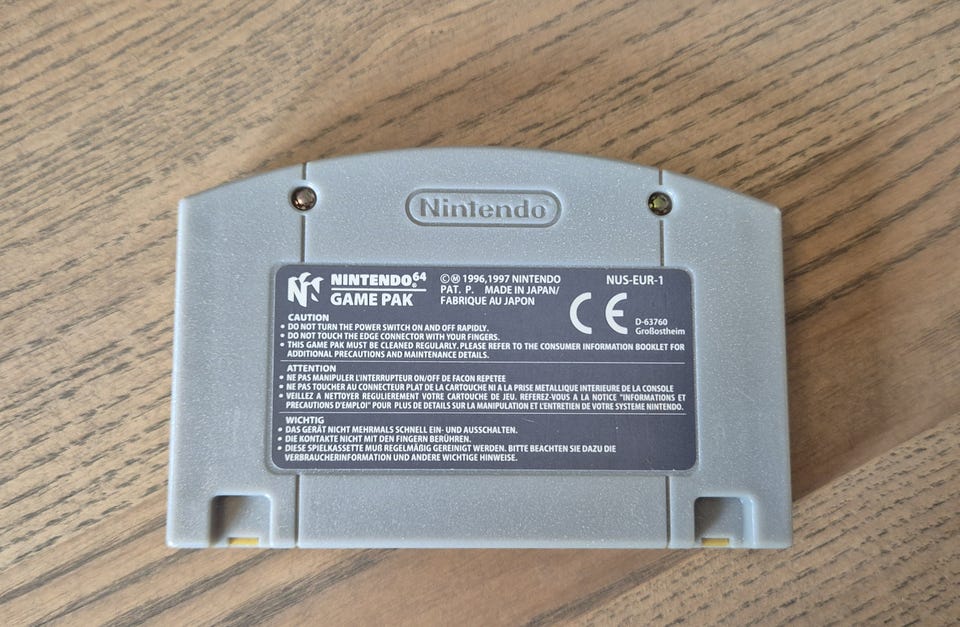 Nintendo
NINTENDO64
GAME PAK
©Ⓜ 1996,1997 NINTENDO
PAT. P. MADE IN JAPAN/
FABRIQUE AU JAPON
NUS-EUR-1
CE
D-63760
Großostheim
CAUTION
• DO NOT TURN THE POWER SWITCH ON AND OFF RAPIDLY.
• DO NOT TOUCH THE EDGE CONNECTOR WITH YOUR FINGERS.
• THIS GAME PAK MUST BE CLEANED REGULARLY. PLEASE REFER TO THE CONSUMER INFORMATION BOOKLET FOR
ADDITIONAL PRECAUTIONS AND MAINTENANCE DETAILS.
ATTENTION
• NE PAS MANIPULER L'INTERRUPTEUR ON/OFF DE FACON REPETEE
• NE PAS TOUCHER AU CONNECTEUR PLAT DE LA CARTOUCHE NI A LA PRISE METALLIQUE INTERIEURE DE LA CONSOLE
• VEILLEZ A NETTOYER REGULIEREMENT VOTRE CARTOUCHE DE JEU. REFEREZ-VOUS A LA NOTICE "INFORMATIONS ET
PRECAUTIONS D'EMPLOI" POUR PLUS DE DETAILS SUR LA MANIPULATION ET L'ENTRETIEN DE VOTRE SYSTEME NINTENDO.
WICHTIG
• DAS GERÄT NICHT MEHRMALS SCHNELL EIN- UND AUSSCHALTEN.
• DIE KONTAKTE NICHT MIT DEN FINGERN BERÜHREN.
• DIESE SPIELKASSETTE MUß REGELMÄßIG GEREINIGT WERDEN. BITTE BEACHTEN SIE DAZU DIE
VERBRAUCHERINFORMATION UND ANDERE WICHTIGE HINWEISE.